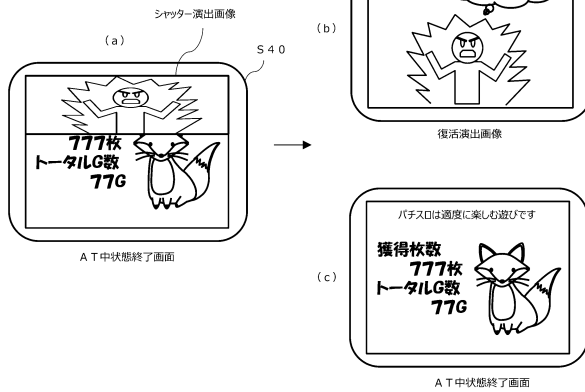 シャッター演出画像
(a)
S40
777枚
トータルG数
77G
AT中状態終了画面
(b)
復活演出画像
(c)
パチスロは適度に楽しむ遊びです
獲得枚数
777枚
トータルG数
77G
AT中状態終了画面